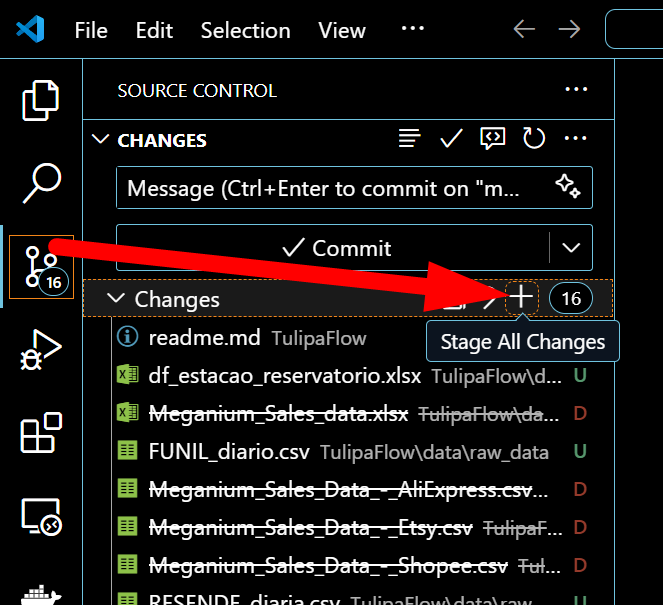 File Edit Selection View ···
SOURCE CONTROL ···
CHANGES ···
Message (Ctrl+Enter to commit on "m...
Commit
16
Changes 16
Stage All Changes
readme.md TulipaFlow
df_estacao_reservatorio.xlsx TulipaFlow\d... U
Meganium_Sales_data.xlsx TulipaFlow\da... D
FUNIL_diario.csv TulipaFlow\data\raw_data U
Meganium_Sales_Data_-_AliExpress.csv... D
Meganium_Sales_Data_-_Etsy.csv TulipaF... D
Meganium_Sales_Data_-_Shopee.csv Tul... D
RESENDE_diaria.csv TulipaFlow\data\raw